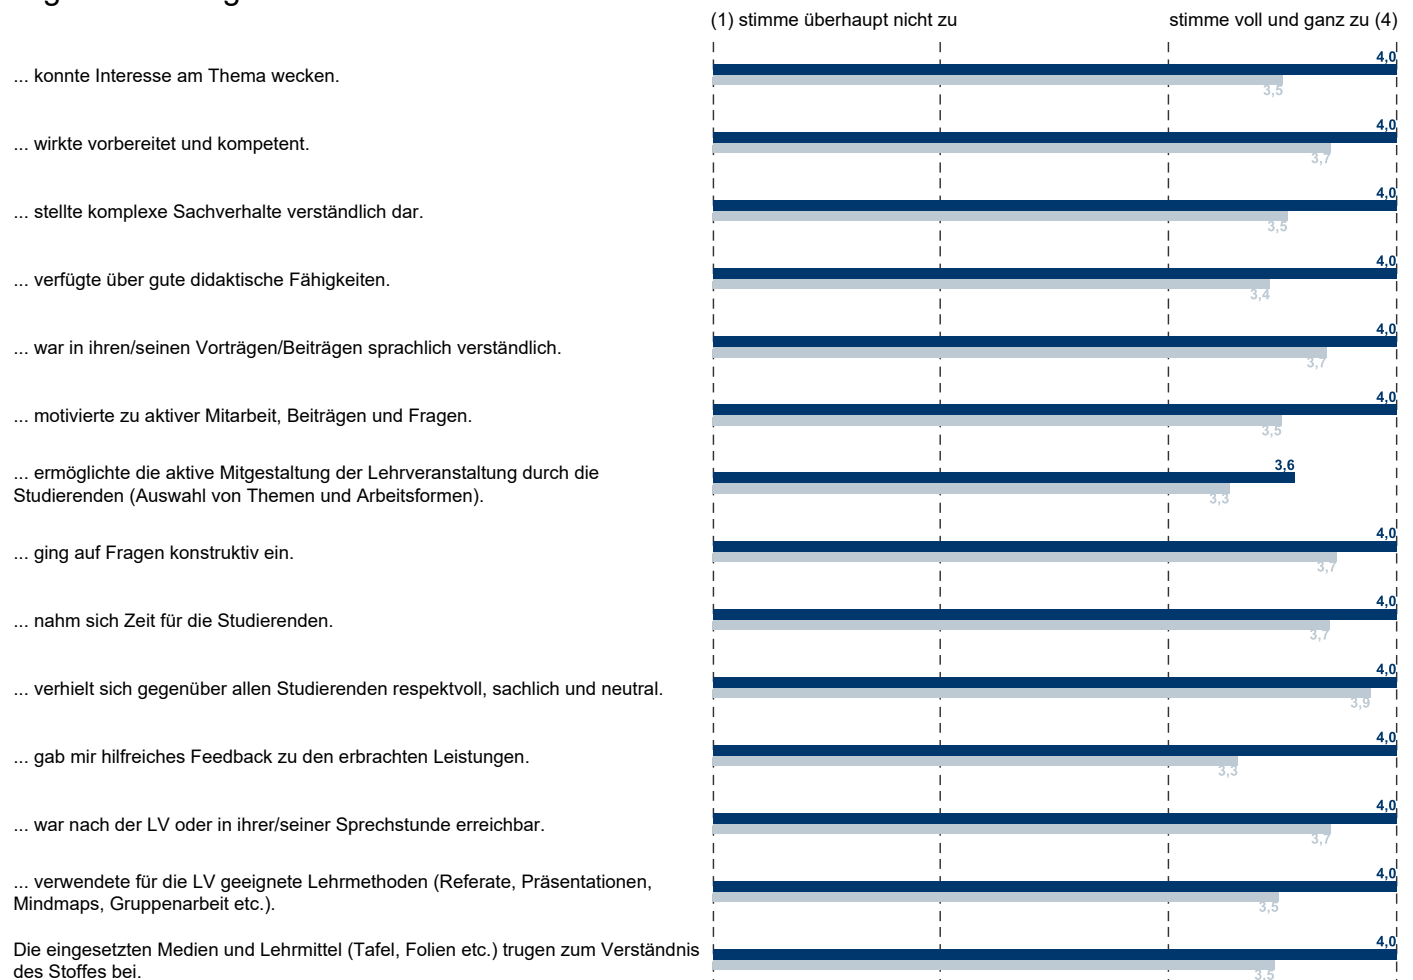 (1) stimme überhaupt nicht zu stimme voll und ganz zu (4)
... konnte Interesse am Thema wecken.
4,0
3,5
... wirkte vorbereitet und kompetent.
4,0
3,7
... stellte komplexe Sachverhalte verständlich dar.
4,0
3,5
... verfügte über gute didaktische Fähigkeiten.
4,0
3,4
... war in ihren/seinen Vorträgen/Beiträgen sprachlich verständlich.
4,0
3,7
... motivierte zu aktiver Mitarbeit, Beiträgen und Fragen.
4,0
3,5
... ermöglichte die aktive Mitgestaltung der Lehrveranstaltung durch die
Studierenden (Auswahl von Themen und Arbeitsformen).
3,6
3,3
... ging auf Fragen konstruktiv ein.
4,0
3,7
... nahm sich Zeit für die Studierenden.
4,0
3,7
... verhielt sich gegenüber allen Studierenden respektvoll, sachlich und neutral.
4,0
3,9
... gab mir hilfreiches Feedback zu den erbrachten Leistungen.
4,0
3,3
... war nach der LV oder in ihrer/seiner Sprechstunde erreichbar.
4,0
3,7
... verwendete für die LV geeignete Lehrmethoden (Referate, Präsentationen,
Mindmaps, Gruppenarbeit etc.).
4,0
3,5
Die eingesetzten Medien und Lehrmittel (Tafel, Folien etc.) trugen zum Verständnis
des Stoffes bei.
4,0
3,5